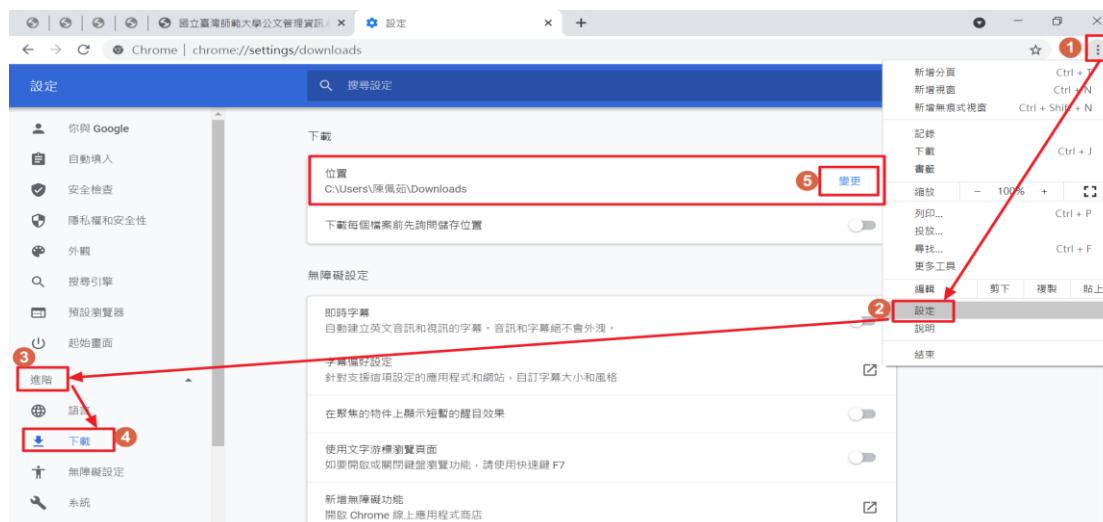 國立臺灣師範大學公文管理資訊
設定
Chrome | chrome://settings/downloads
1
設定
搜尋設定
你與 Google
自動填入
安全檢查
隱私權和安全性
外觀
搜尋引擎
預設瀏覽器
起始畫面
3
進階
語言
下載
4
無障礙設定
系統
下載
位置
C:\Users\陳佩茹\Downloads
5
變更
下載每個檔案前先詢問儲存位置
無障礙設定
即時字幕
自動建立英文音訊和視訊的字幕。音訊和字幕絕不會外洩。
字幕偏好設定
針對支援這項設定的應用程式和網站,自訂字幕大小和風格
在聚焦的物件上顯示短暫的醒目效果
使用文字游標瀏覽頁面
如要開啟或關閉鍵盤瀏覽功能,請使用快速鍵 F7
新增無障礙功能
開啟 Chrome 線上應用程式商店
新增分頁 Ctrl + T
新增視窗 Ctrl + N
新增無痕式視窗 Ctrl + Shift + N
記錄
下載 Ctrl + J
書籤
縮放 - 100% +
列印... Ctrl + P
投放...
尋找... Ctrl + F
更多工具
編輯 剪下 複製 貼上
2
設定
說明
結束